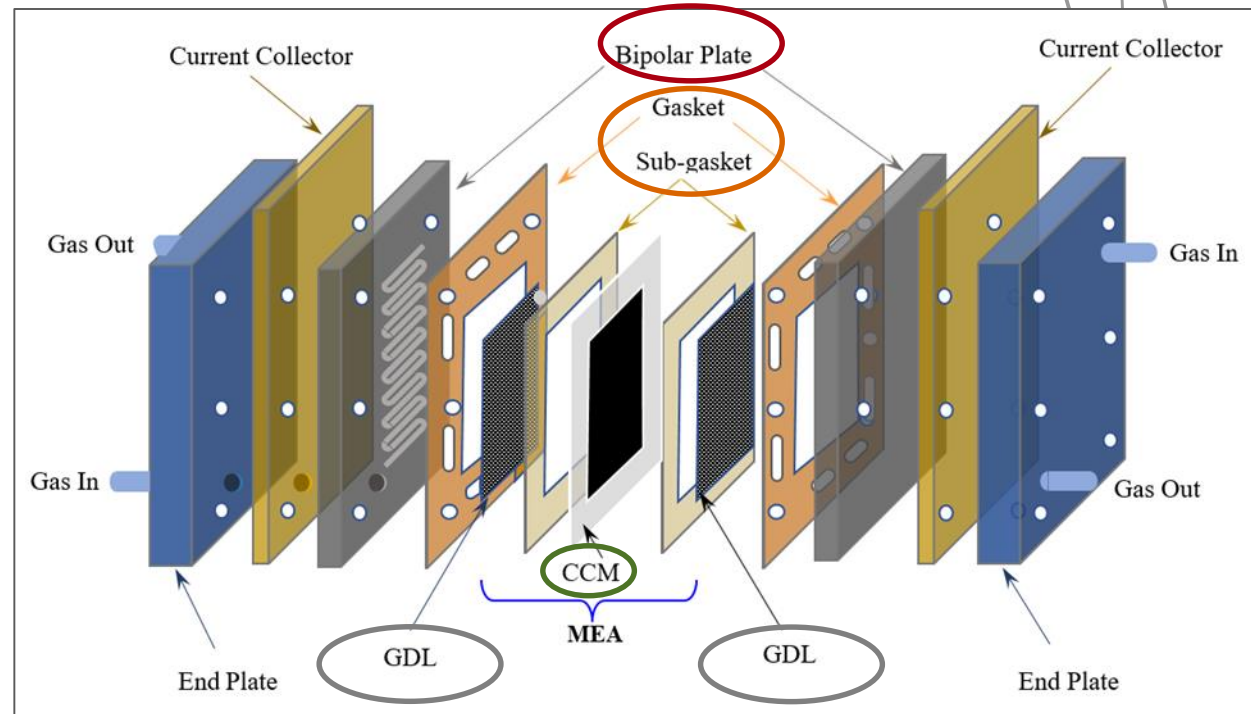 Current Collector
Bipolar Plate
Current Collector
Gasket
Sub-gasket
Gas Out
Gas In
Gas In
Gas Out
CCM
MEA
GDL
GDL
End Plate
End Plate